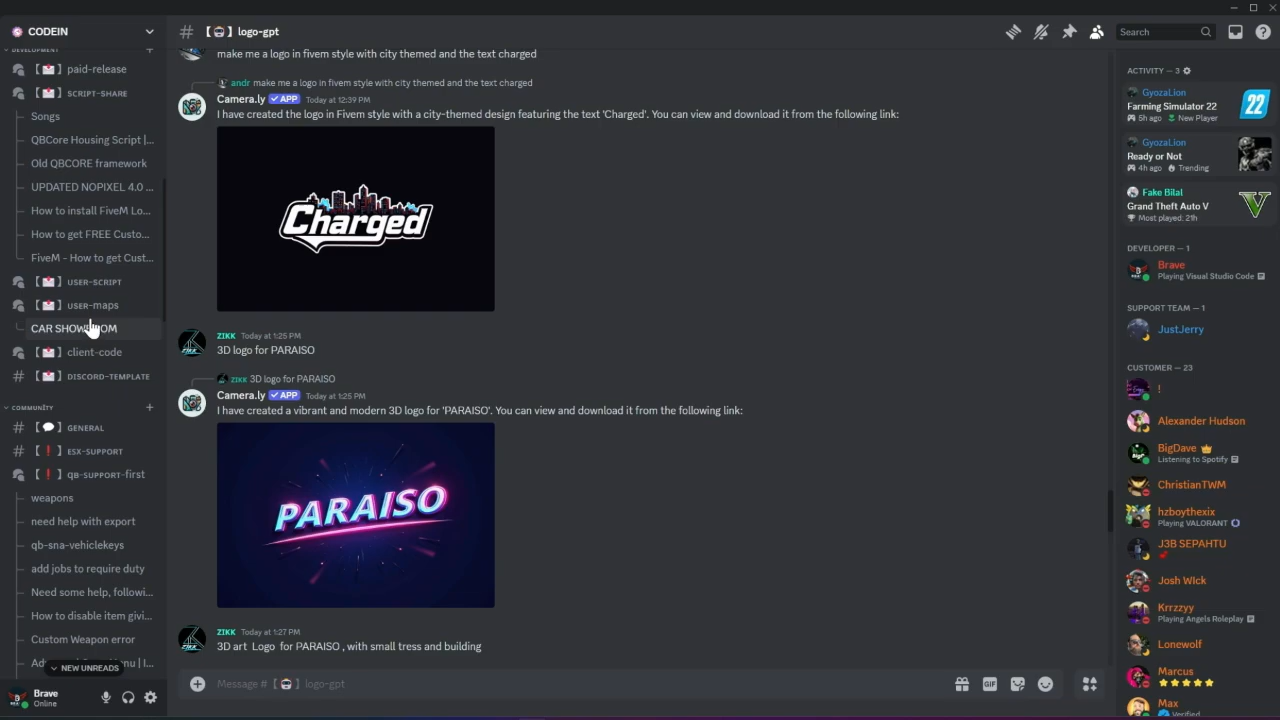 CODEIN
DEVELOPMENT
paid-release
SCRIPT-SHARE
Songs
QBCore Housing Script |...
Old QBCORE framework
UPDATED NOPIXEL 4.0 ...
How to install FiveM Lo...
How to get FREE Custo...
FiveM - How to get Cust...
USER-SCRIPT
USER-MAPS
client-code
DISCORD-TEMPLATE
COMMUNITY
GENERAL
ESX-SUPPORT
QB-SUPPORT-first
weapons
need help with export
qb-sna-vehiclekeys
add jobs to require duty
Need some help, followi...
How to disable item givi...
Custom Weapon error
NEW UNREADS
Brave
Online
logo-gpt
Search
make me a logo in fivem style with city themed and the text charged
andr make me a logo in fivem style with city themed and the text charged
Camera.ly APP Today at 12:39 PM
I have created the logo in Fivem style with a city-themed design featuring the text 'Charged'. You can view and download it from the following link:
Charged
ZIKK Today at 1:25 PM
3D logo for PARAISO
ZIKK 3D logo for PARAISO
Camera.ly APP Today at 1:25 PM
I have created a vibrant and modern 3D logo for 'PARAISO'. You can view and download it from the following link:
PARAISO
ZIKK Today at 1:27 PM
3D art Logo for PARAISO , with small tress and building
Message # [ ] logo-gpt
GIF
ACTIVITY — 3
GyozaLion
Farming Simulator 22
5h ago New Player
22
GyozaLion
Ready or Not
4h ago Trending
Fake Bilal
Grand Theft Auto V
Most played: 21h
V
DEVELOPER — 1
Brave
Playing Visual Studio Code
SUPPORT TEAM — 1
JustJerry
CUSTOMER — 23
!
Alexander Hudson
BigDave
Listening to Spotify
ChristianTWM
hzboythexix
Playing VALORANT
J3B SEPAHTU
Josh WIck
Krrzzyy
Playing Angels Roleplay
Lonewolf
Marcus
Max
Verified